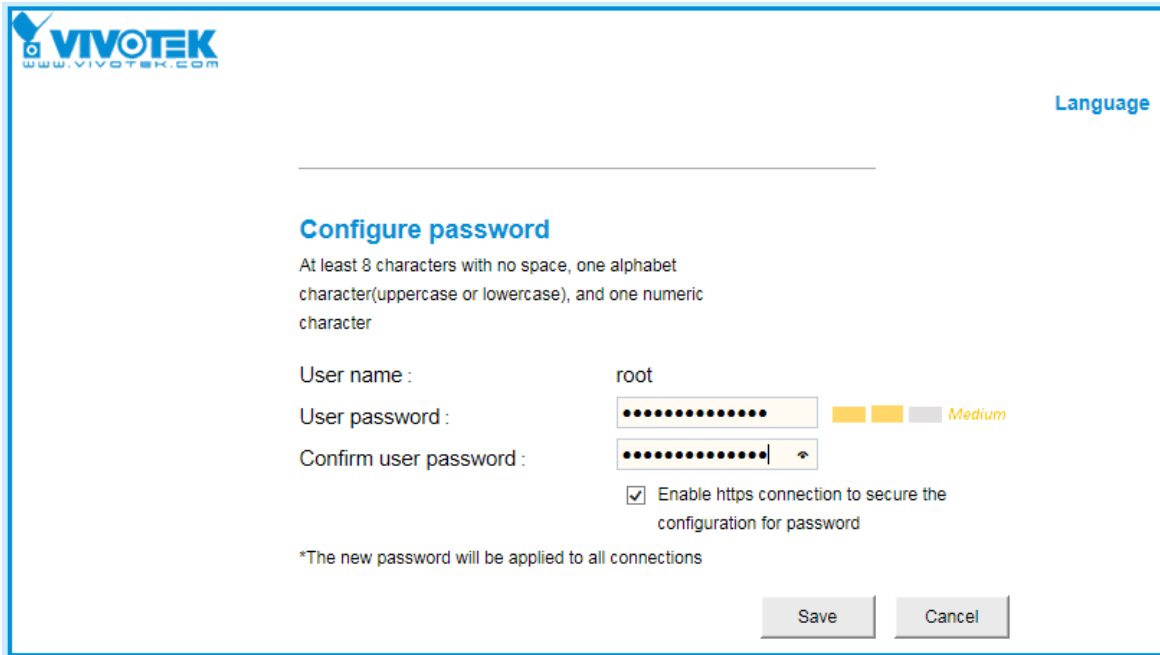 VIVOTEK
www.vivotek.com
Language
Configure password
At least 8 characters with no space, one alphabet
character(uppercase or lowercase), and one numeric
character
User name : root
User password : ●●●●●●●●●●●●●● Medium
Confirm user password : ●●●●●●●●●●●●●●
Enable https connection to secure the
configuration for password
*The new password will be applied to all connections
Save Cancel